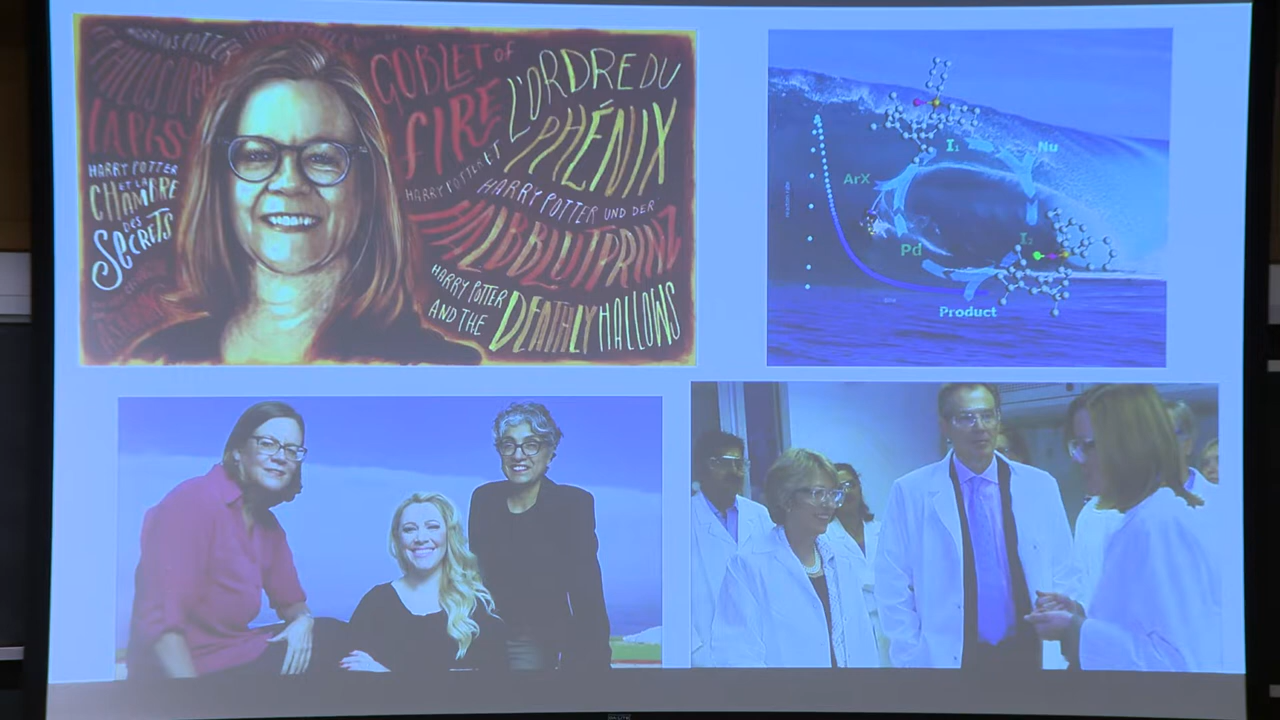 HARRY POTTER
ET LA
CHAMBRE
DES
SECRETS
GOBLET OF
FIRE
HARRY POTTER ET
L'ORDRE DU
PHÉNIX
HARRY POTTER UND DER
HALBBLUTPRINZ
HARRY POTTER
AND THE
DEATHLY HALLOWS
I₁
Nu
ArX
Pd
I₂
Product